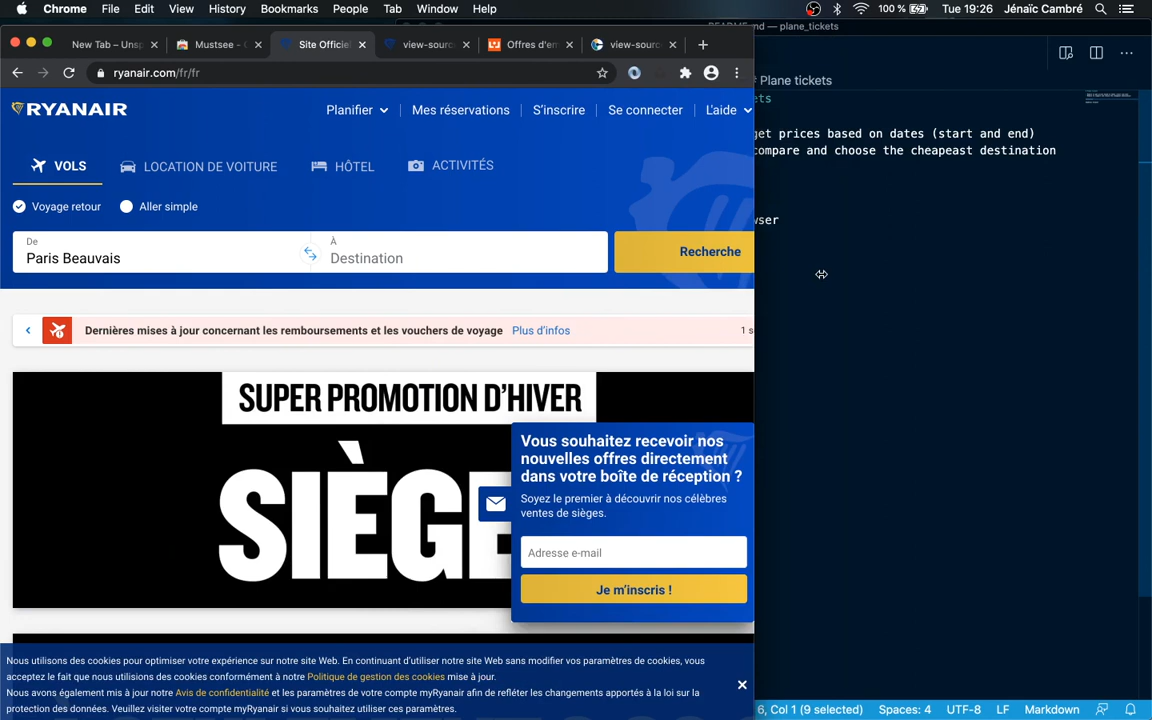 Chrome File Edit View History Bookmarks People Tab Window Help 100 % Tue 19:26 Jénaïc Cambré
README.md — plane_tickets
New Tab – Unsp Mustsee - Site Officiel view-sourc Offres d'em view-sourc
ryanair.com/fr/fr
Plane tickets
RYANAIR
Planifier Mes réservations S'inscrire Se connecter L'aide
VOLS LOCATION DE VOITURE HÔTEL ACTIVITÉS
Voyage retour Aller simple
De
Paris Beauvais
À
Destination
Recherche
Dernières mises à jour concernant les remboursements et les vouchers de voyage Plus d'infos 1 s
SUPER PROMOTION D'HIVER
SIÈGE
Vous souhaitez recevoir nos
nouvelles offres directement
dans votre boîte de réception ?
Soyez le premier à découvrir nos célèbres
ventes de sièges.
Adresse e-mail
Je m'inscris !
Nous utilisons des cookies pour optimiser votre expérience sur notre site Web. En continuant d'utiliser notre site Web sans modifier vos paramètres de cookies, vous
acceptez le fait que nous utilisions des cookies conformément à notre Politique de gestion des cookies mise à jour.
Nous avons également mis à jour notre Avis de confidentialité et les paramètres de votre compte myRyanair afin de refléter les changements apportés à la loi sur la
protection des données. Veuillez visiter votre compte myRyanair si vous souhaitez utiliser ces paramètres.
ets
get prices based on dates (start and end)
compare and choose the cheapeast destination
wser
6, Col 1 (9 selected) Spaces: 4 UTF-8 LF Markdown